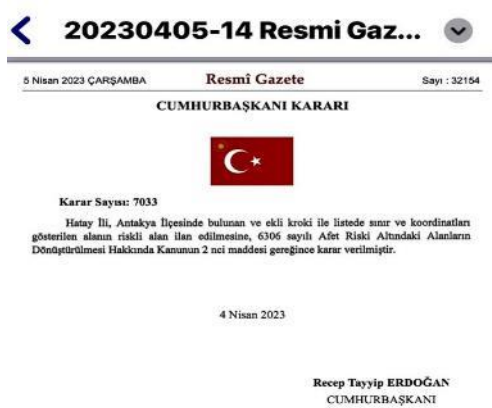 20230405-14 Resmi Gaz...
5 Nisan 2023 ÇARŞAMBA Resmî Gazete Sayı : 32154
CUMHURBAŞKANI KARARI
Karar Sayısı: 7033
Hatay İli, Antakya İlçesinde bulunan ve ekli kroki ile listede sınır ve koordinatları
gösterilen alanın riskli alan ilan edilmesine, 6306 sayılı Afet Riski Altındaki Alanların
Dönüştürülmesi Hakkında Kanunun 2 nci maddesi gereğince karar verilmiştir.
4 Nisan 2023
Recep Tayyip ERDOĞAN
CUMHURBAŞKANI